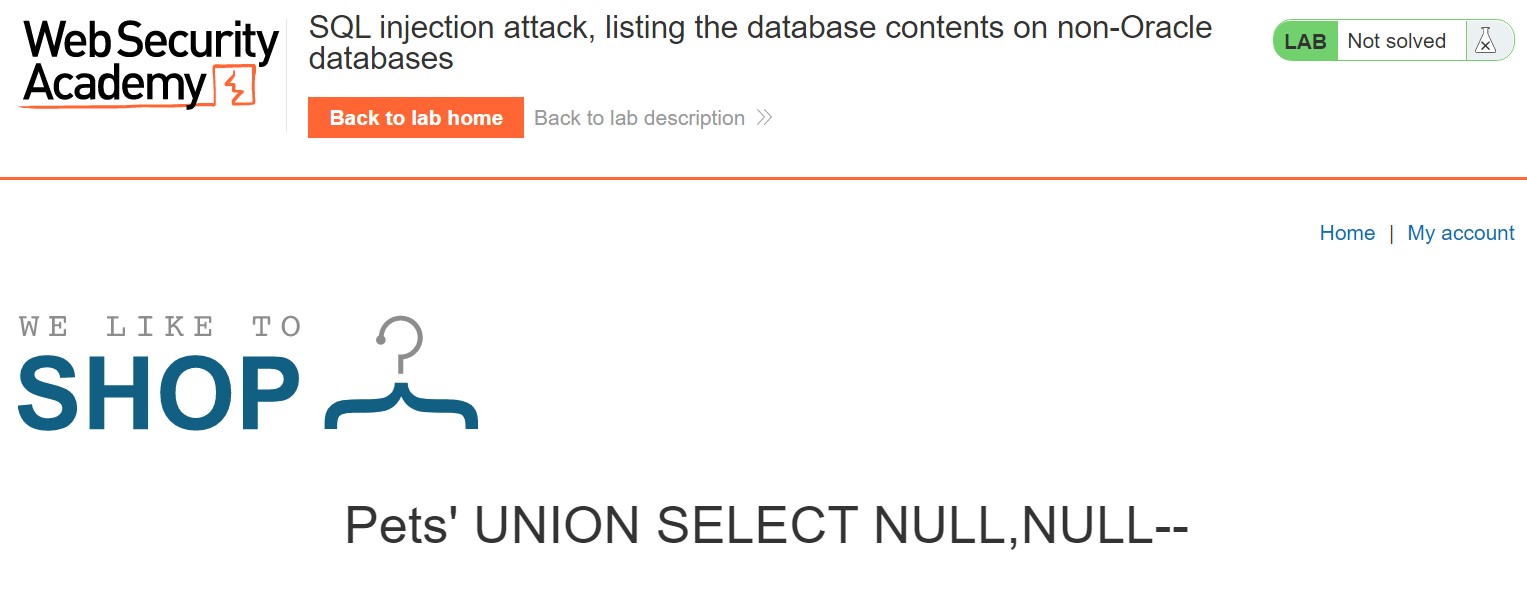 Web Security
Academy
SQL injection attack, listing the database contents on non-Oracle
databases
LAB Not solved
Back to lab home Back to lab description
Home | My account
WE LIKE TO
SHOP
Pets' UNION SELECT NULL,NULL--